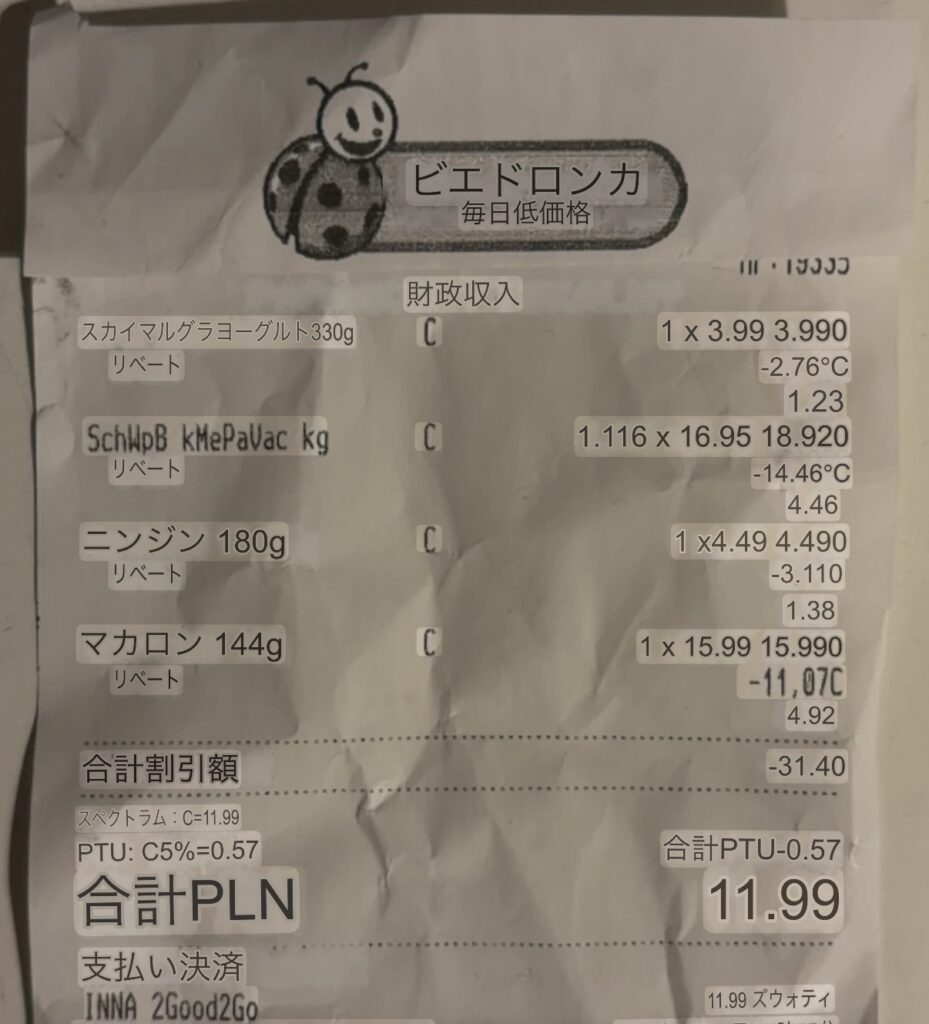 ビエドロンカ
毎日低価格
財政収入
スカイマルグラヨーグルト330g C 1 x 3.99 3.990
リベート -2.76°C
1.23
SchWpB kMePaVac kg C 1.116 x 16.95 18.920
リベート -14.46°C
4.46
ニンジン 180g C 1 x4.49 4.490
リベート -3.110
1.38
マカロン 144g C 1 x 15.99 15.990
リベート -11,07C
4.92
合計割引額 -31.40
スペクトラム：C=11.99
PTU: C5%=0.57 合計PTU-0.57
合計PLN 11.99
支払い決済
INNA 2Good2Go 11.99 ズウォティ